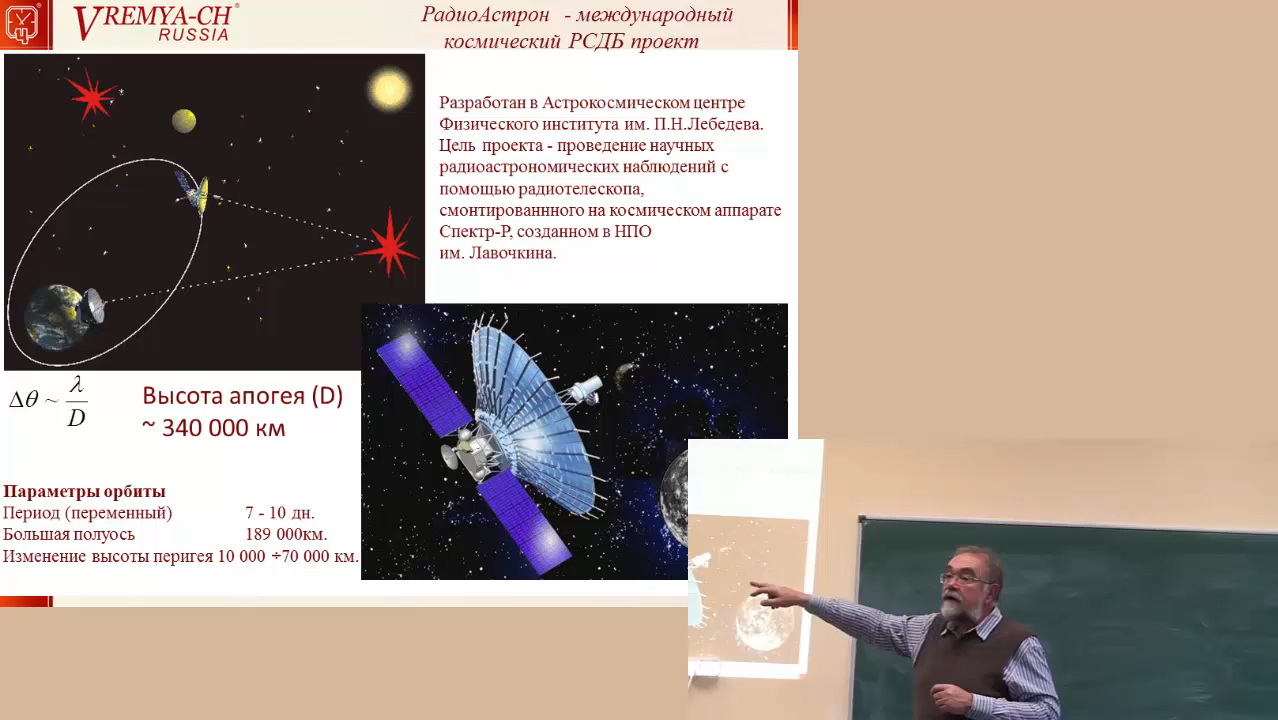 VREMYA-CH®
RUSSIA
РадиоАстрон - международный
космический РСДБ проект
Разработан в Астрокосмическом центре
Физического института им. П.Н.Лебедева.
Цель проекта - проведение научных
радиоастрономических наблюдений с
помощью радиотелескопа,
смонтированнного на космическом аппарате
Спектр-Р, созданном в НПО
им. Лавочкина.
Δθ ~ λ/D
Высота апогея (D)
~ 340 000 км
Параметры орбиты
Период (переменный) 7 - 10 дн.
Большая полуось 189 000км.
Изменение высоты перигея 10 000 ÷70 000 км.